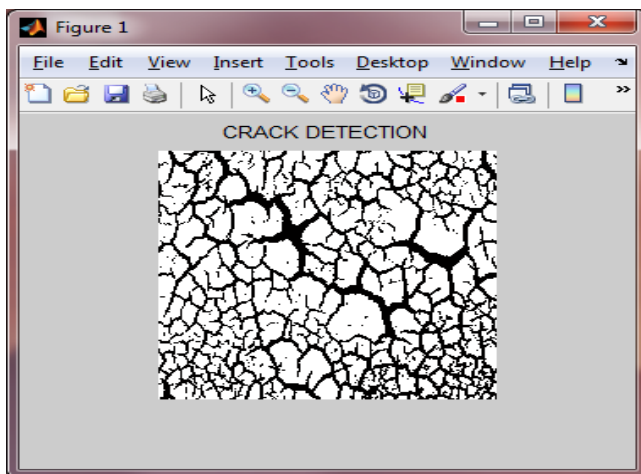 Figure 1
File Edit View Insert Tools Desktop Window Help
CRACK DETECTION